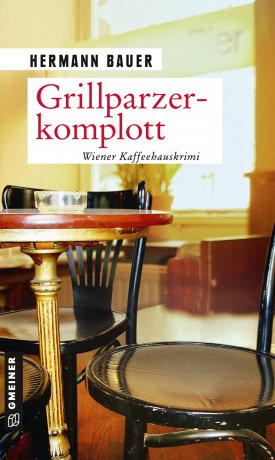 HERMANN BAUER
Grillparzer-
komplott
Wiener Kaffeehauskrimi
GMEINER